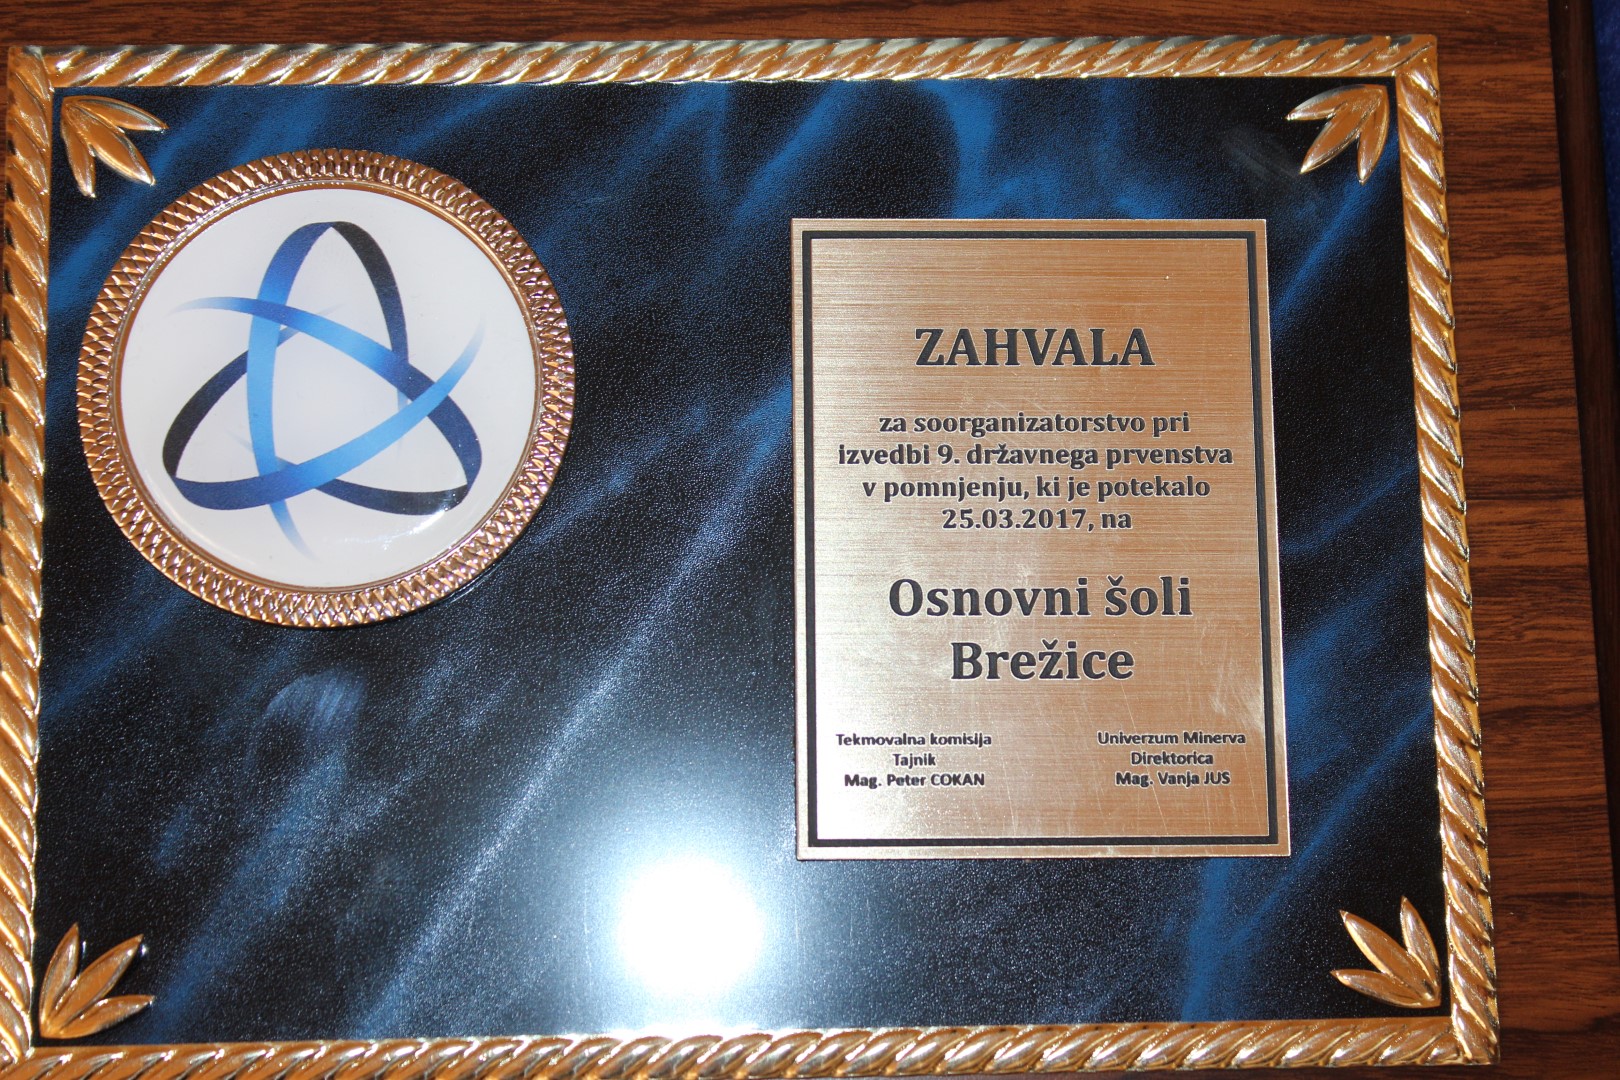 ZAHVALA
za soorganizatorstvo pri
izvedbi 9. državnega prvenstva
v pomnjenju, ki je potekalo
25.03.2017, na
Osnovni šoli
Brežice
Tekmovalna komisija
Tajnik
Mag. Peter COKAN
Univerzum Minerva
Direktorica
Mag. Vanja JUS